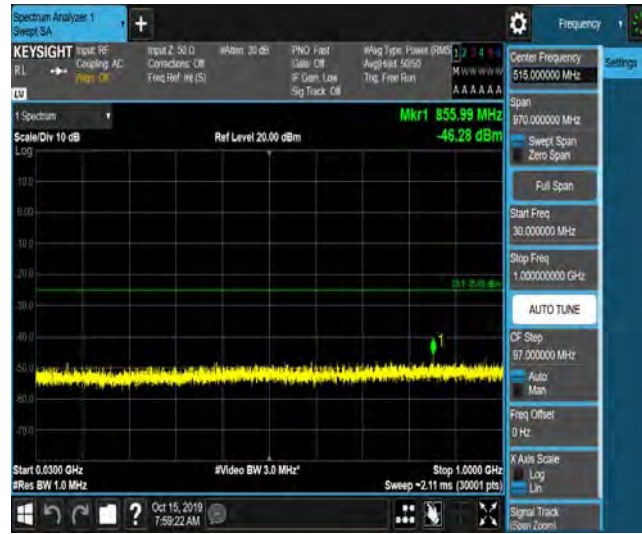 Spectrum Analyzer 1
Swept SA
+
Frequency
KEYSIGHT
Input: RF
Coupling: AC
Align: Off
Input Z: 50 Ω
Corrections: Off
Freq Ref: Int (S)
#Atten: 30 dB
PNO: Fast
Gate: Off
IF Gain: Low
Sig Track: Off
#Avg Type: Power (RMS
Avg|Hold: 50/50
Trig: Free Run
1 2 3 4 5 6
M W W W W W
A A A A A A
RL
LV
1 Spectrum
Scale/Div 10 dB
Ref Level 20.00 dBm
Mkr1 855.99 MHz
-46.28 dBm
Log
10.0
0.00
-10.0
-20.0
-30.0
-40.0
-50.0
-60.0
-70.0
1
Start 0.0300 GHz
#Res BW 1.0 MHz
#Video BW 3.0 MHz*
Stop 1.0000 GHz
Sweep ~2.11 ms (30001 pts)
?
Oct 15, 2019
7:59:22 AM
Center Frequency
515.000000 MHz
Settings
Span
970.000000 MHz
Swept Span
Zero Span
Full Span
Start Freq
30.000000 MHz
Stop Freq
1.000000000 GHz
AUTO TUNE
CF Step
97.000000 MHz
Auto
Man
Freq Offset
0 Hz
X Axis Scale
Log
Lin
Signal Track
(Span Zoom)